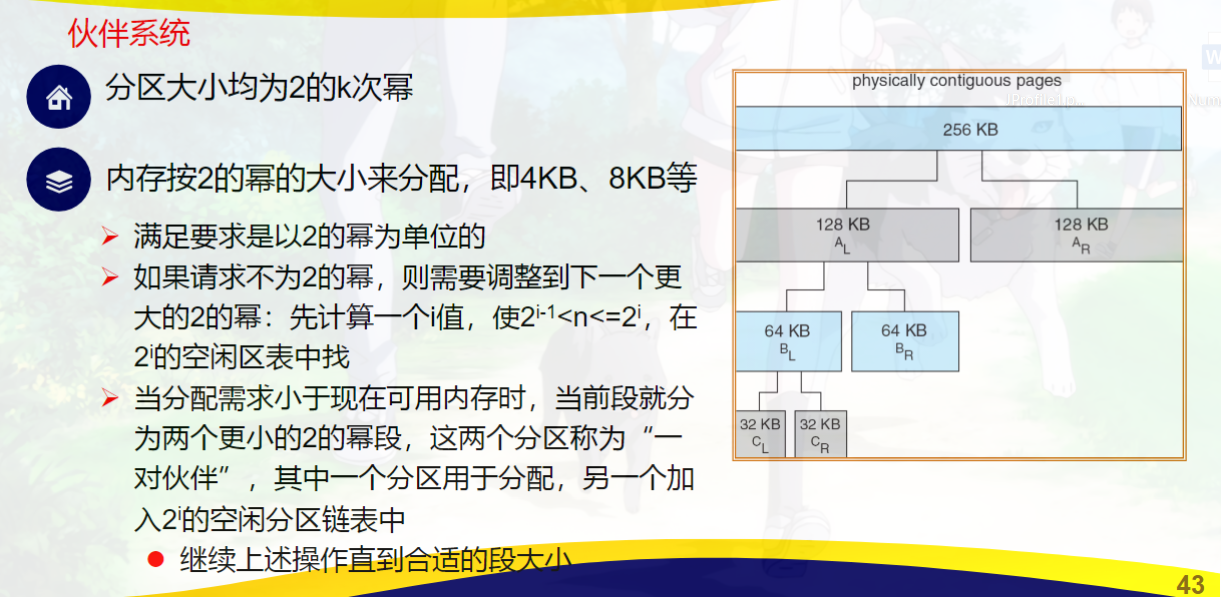 伙伴系统
分区大小均为2的k次幂
内存按2的幂的大小来分配，即4KB、8KB等
满足要求是以2的幂为单位的
如果请求不为2的幂，则需要调整到下一个更
大的2的幂：先计算一个i值，使2^i-1<n<=2^i，在
2^i的空闲区表中找
当分配需求小于现在可用内存时，当前段就分
为两个更小的2的幂段，这两个分区称为“一
对伙伴”，其中一个分区用于分配，另一个加
入2^i的空闲分区链表中
继续上述操作直到合适的段大小
physically contiguous pages
256 KB
128 KB
A_L
128 KB
A_R
64 KB
B_L
64 KB
B_R
32 KB
C_L
32 KB
C_R
43